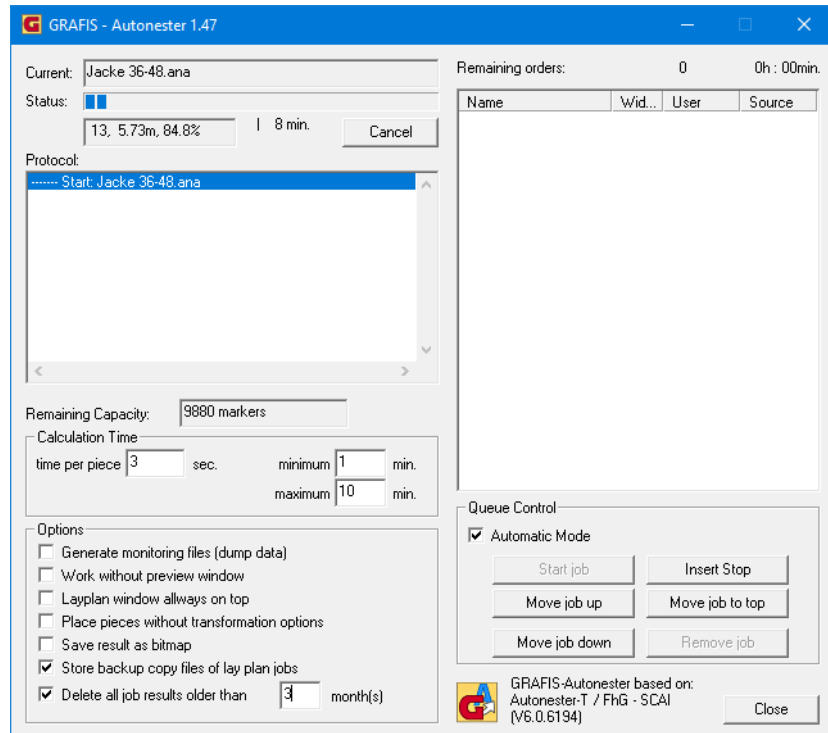 GRAFIS - Autonester 1.47
Current: Jacke 36-48.ana
Status:
13, 5.73m, 84.8% | 8 min. Cancel
Protocol:
------- Start: Jacke 36-48.ana
Remaining Capacity: 9880 markers
Calculation Time
time per piece 3 sec. minimum 1 min.
maximum 10 min.
Options
Generate monitoring files (dump data)
Work without preview window
Layplan window allways on top
Place pieces without transformation options
Save result as bitmap
Store backup copy files of lay plan jobs
Delete all job results older than 3 month(s)
Remaining orders: 0 0h : 00min.
Name Wid... User Source
Queue Control
Automatic Mode
Start job Insert Stop
Move job up Move job to top
Move job down Remove job
GRAFIS-Autonester based on:
Autonester-T / FhG - SCAI
(V6.0.6194)
Close